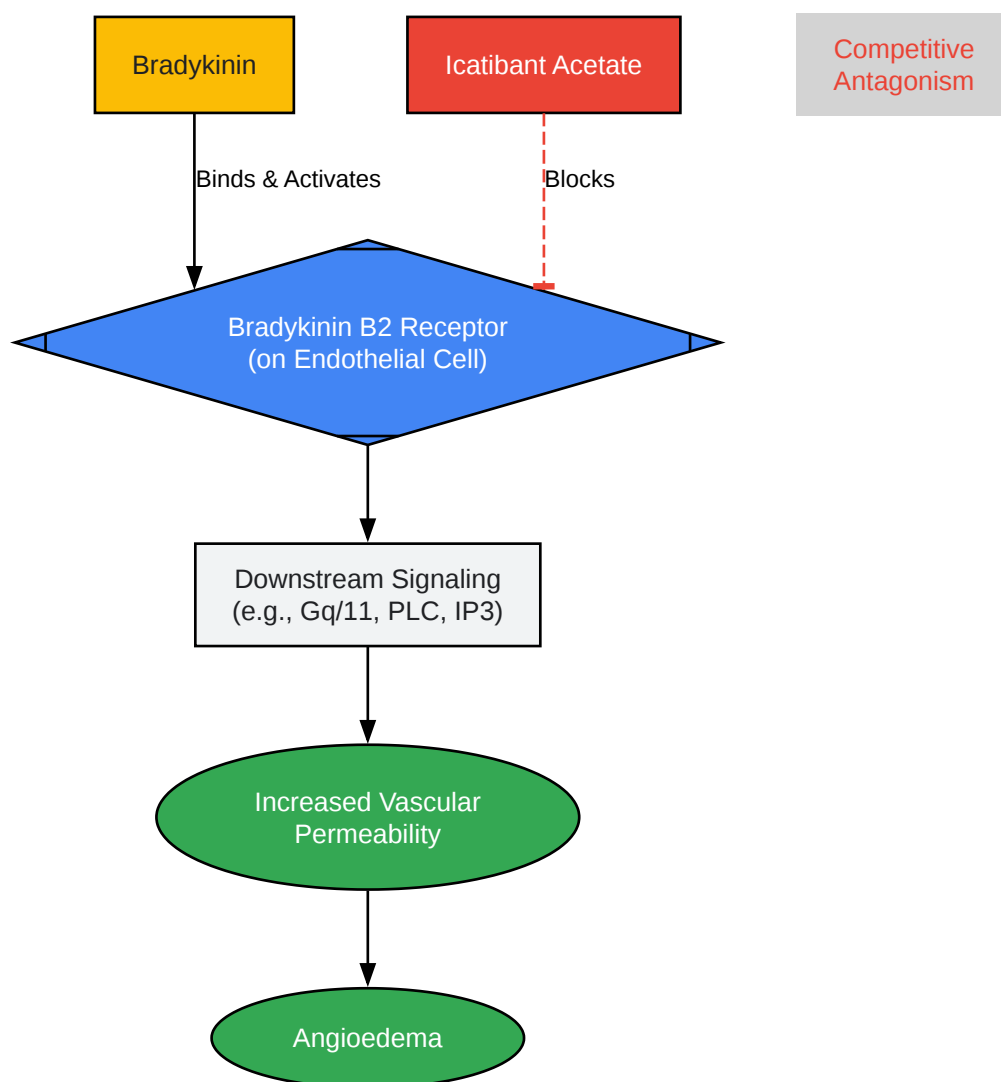 Bradykinin
Icatibant Acetate
Competitive
Antagonism
Binds & Activates
Blocks
Bradykinin B2 Receptor
(on Endothelial Cell)
Downstream Signaling
(e.g., Gq/11, PLC, IP3)
Increased Vascular
Permeability
Angioedema